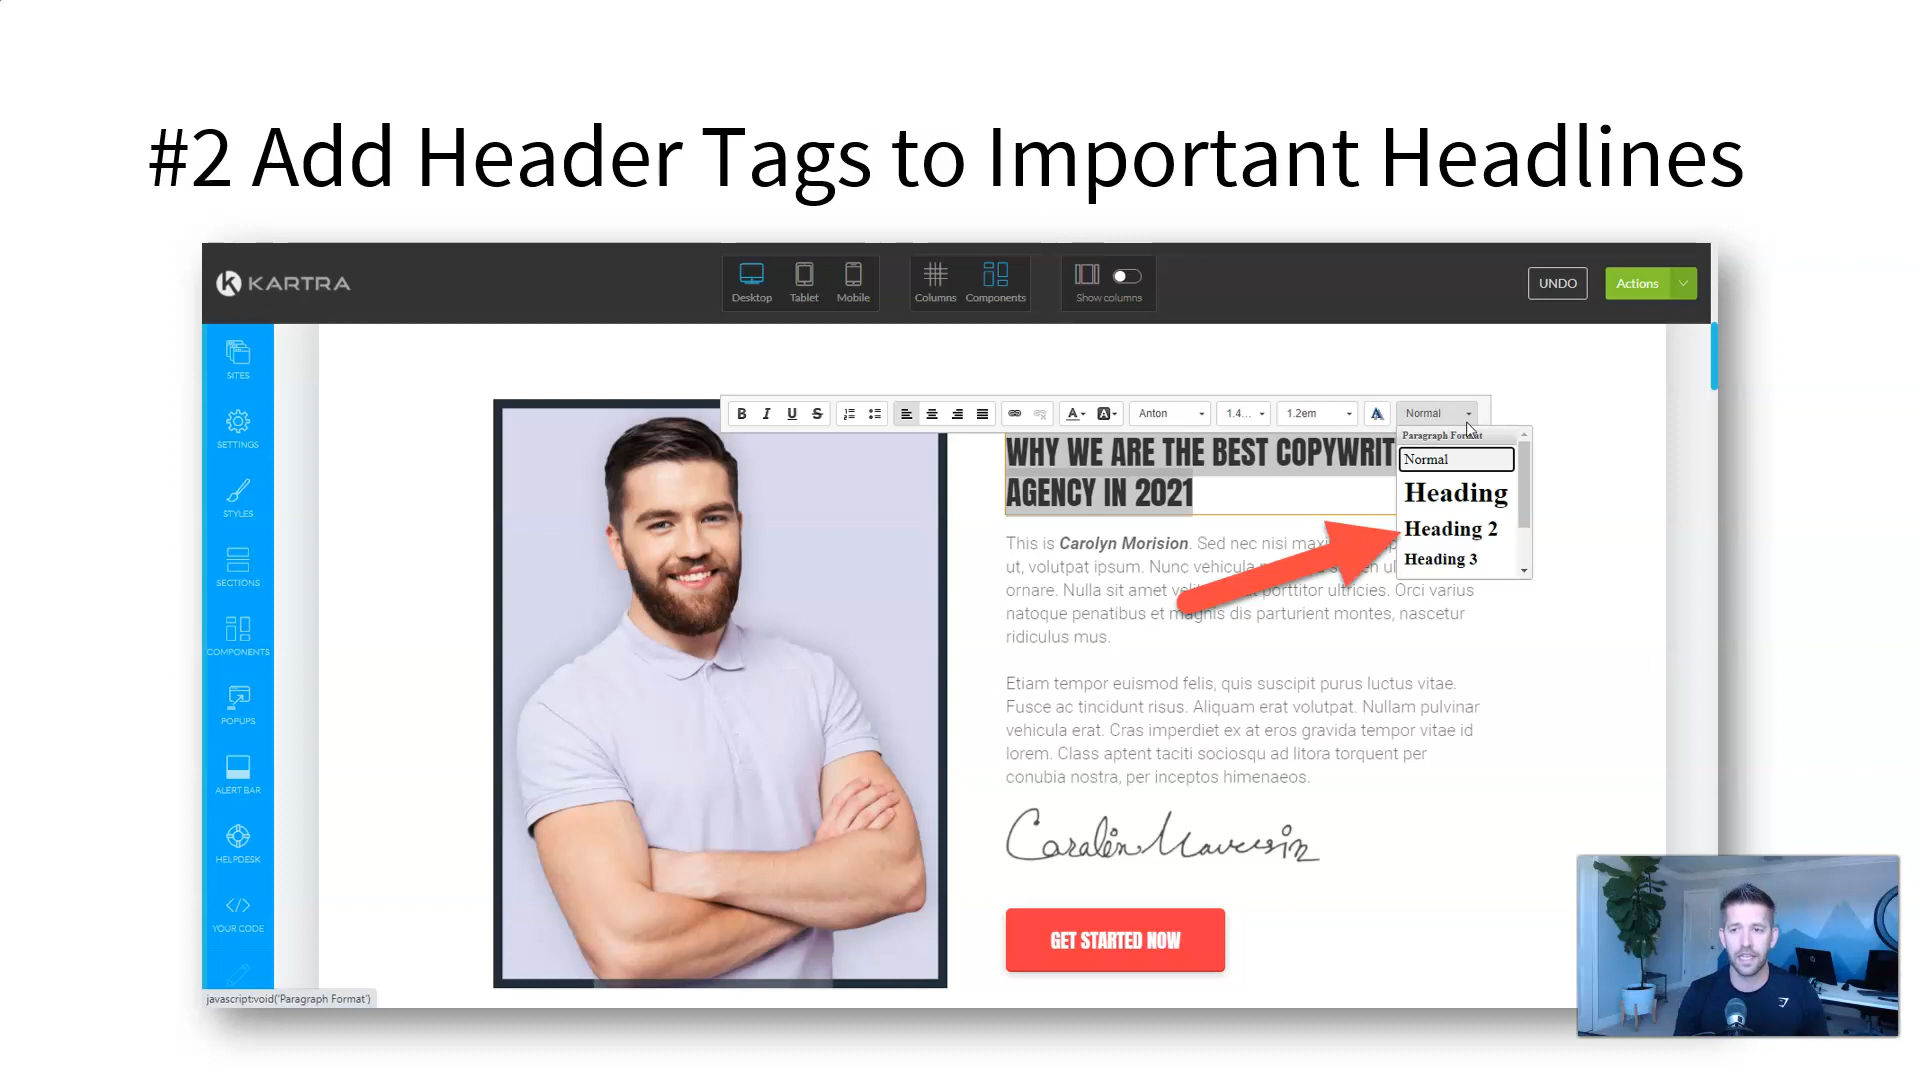 #2 Add Header Tags to Important Headlines
KARTRA
Desktop
Tablet
Mobile
Columns
Components
Show columns
UNDO
Actions
SITES
SETTINGS
STYLES
SECTIONS
COMPONENTS
POPUPS
ALERT BAR
HELPDESK
YOUR CODE
B I U S
A A
Anton
1.4...
1.2em
A
Normal
Paragraph Format
Normal
Heading
Heading 2
Heading 3
WHY WE ARE THE BEST COPYWRIT
AGENCY IN 2021
This is Carolyn Morision. Sed nec nisi
ut, volutpat ipsum. Nunc vehicula
ornare. Nulla sit amet porttitor ultricies. Orci varius
natoque penatibus et magnis dis parturient montes, nascetur
ridiculus mus.
Etiam tempor euismod felis, quis suscipit purus luctus vitae.
Fusce ac tincidunt risus. Aliquam erat volutpat. Nullam pulvinar
vehicula erat. Cras imperdiet ex at eros gravida tempor vitae id
lorem. Class aptent taciti sociosqu ad litora torquent per
conubia nostra, per inceptos himenaeos.
GET STARTED NOW
javascript:void('Paragraph Format')